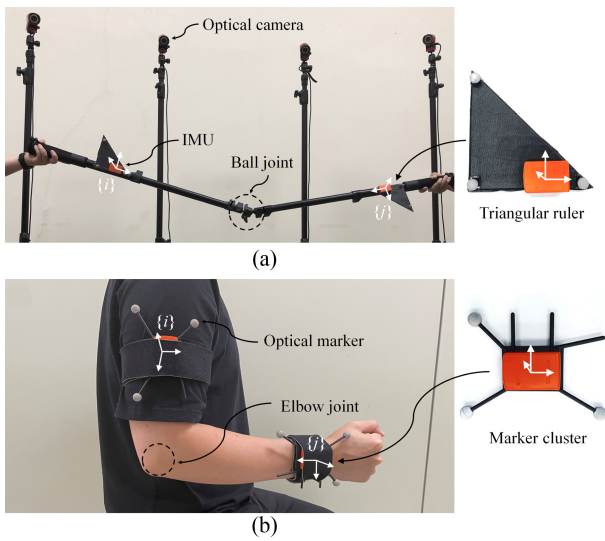 Optical camera
IMU
{i}
Ball joint
{j}
Triangular ruler
(a)
{i}
Optical marker
Elbow joint
{j}
Marker cluster
(b)